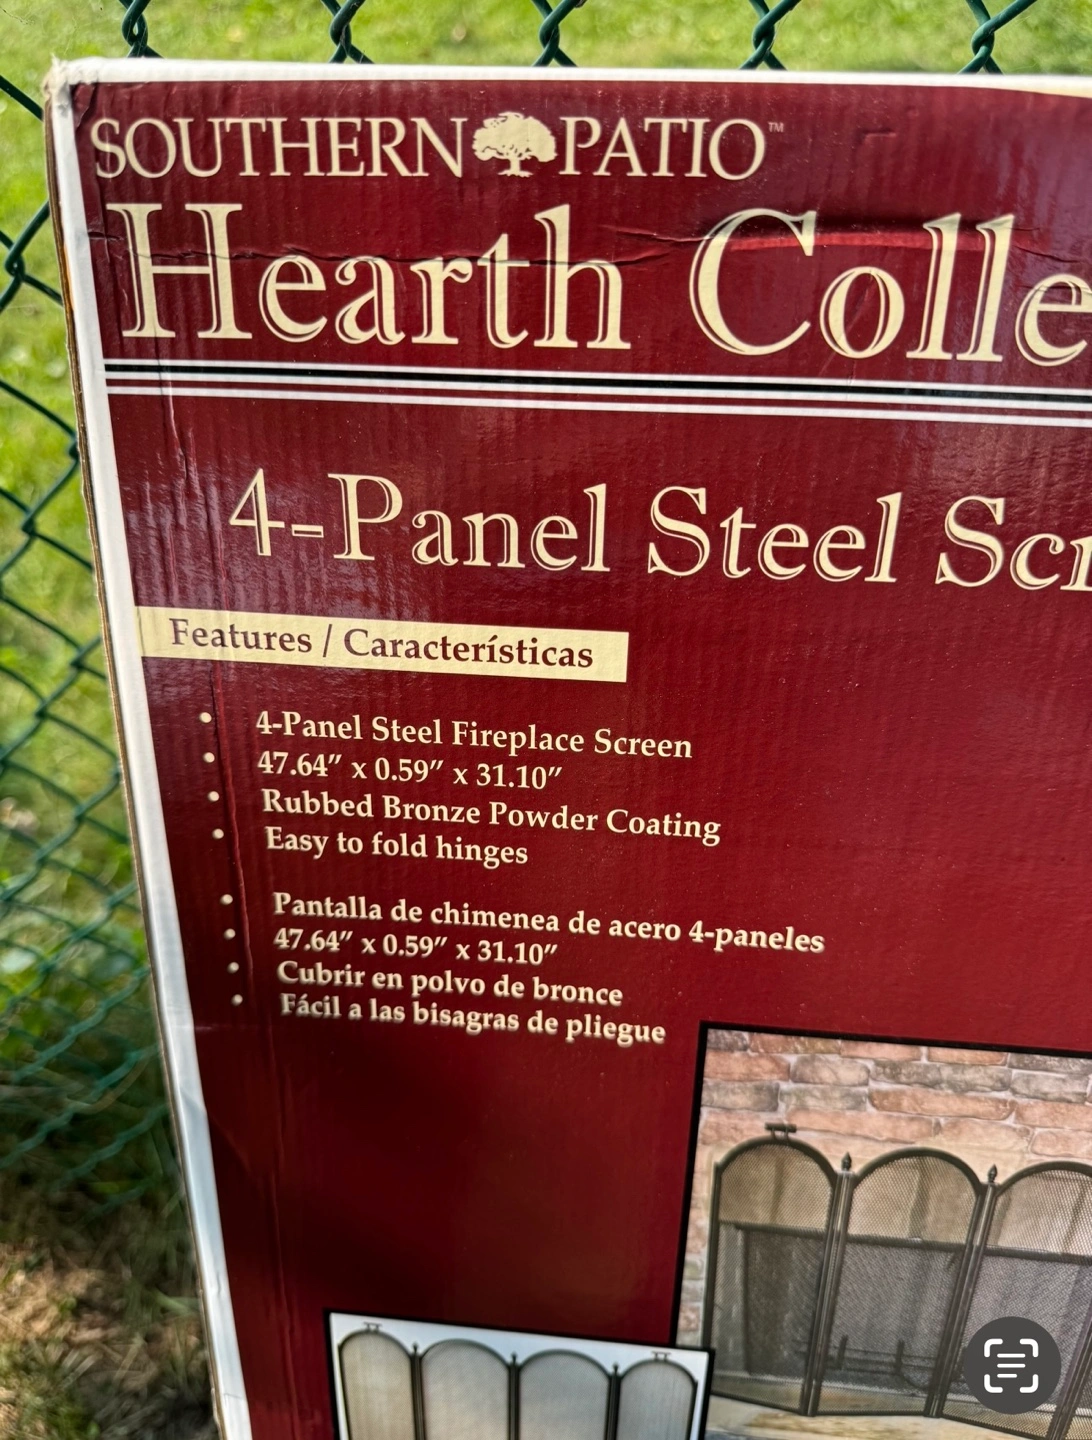 SOUTHERN PATIO™
Hearth Colle
4-Panel Steel Scr
Features / Características
• 4-Panel Steel Fireplace Screen
• 47.64″ x 0.59″ x 31.10″
• Rubbed Bronze Powder Coating
• Easy to fold hinges
• Pantalla de chimenea de acero 4-paneles
• 47.64″ x 0.59″ x 31.10″
• Cubrir en polvo de bronce
• Fácil a las bisagras de pliegue